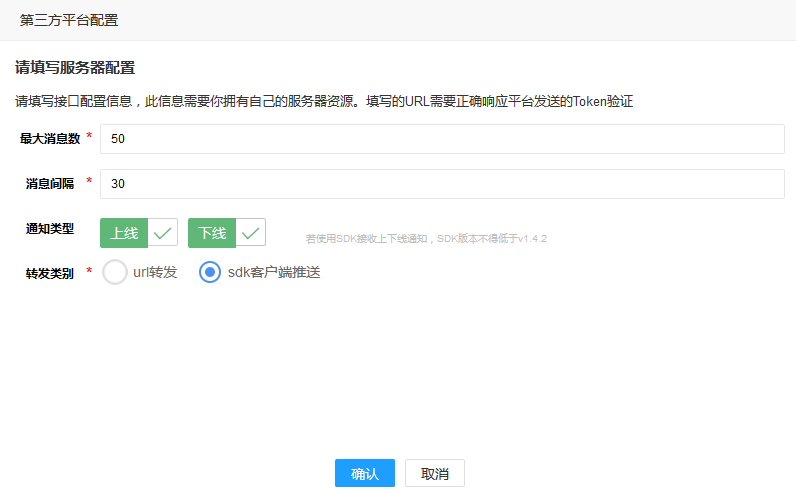 第三方平台配置
请填写服务器配置
请填写接口配置信息，此信息需要你拥有自己的服务器资源。填写的URL需要正确响应平台发送的Token验证
最大消息数 * 50
消息间隔 * 30
通知类型 上线 下线 若使用SDK接收上下线通知，SDK版本不得低于v1.4.2
转发类别 * url转发 sdk客户端推送
确认 取消